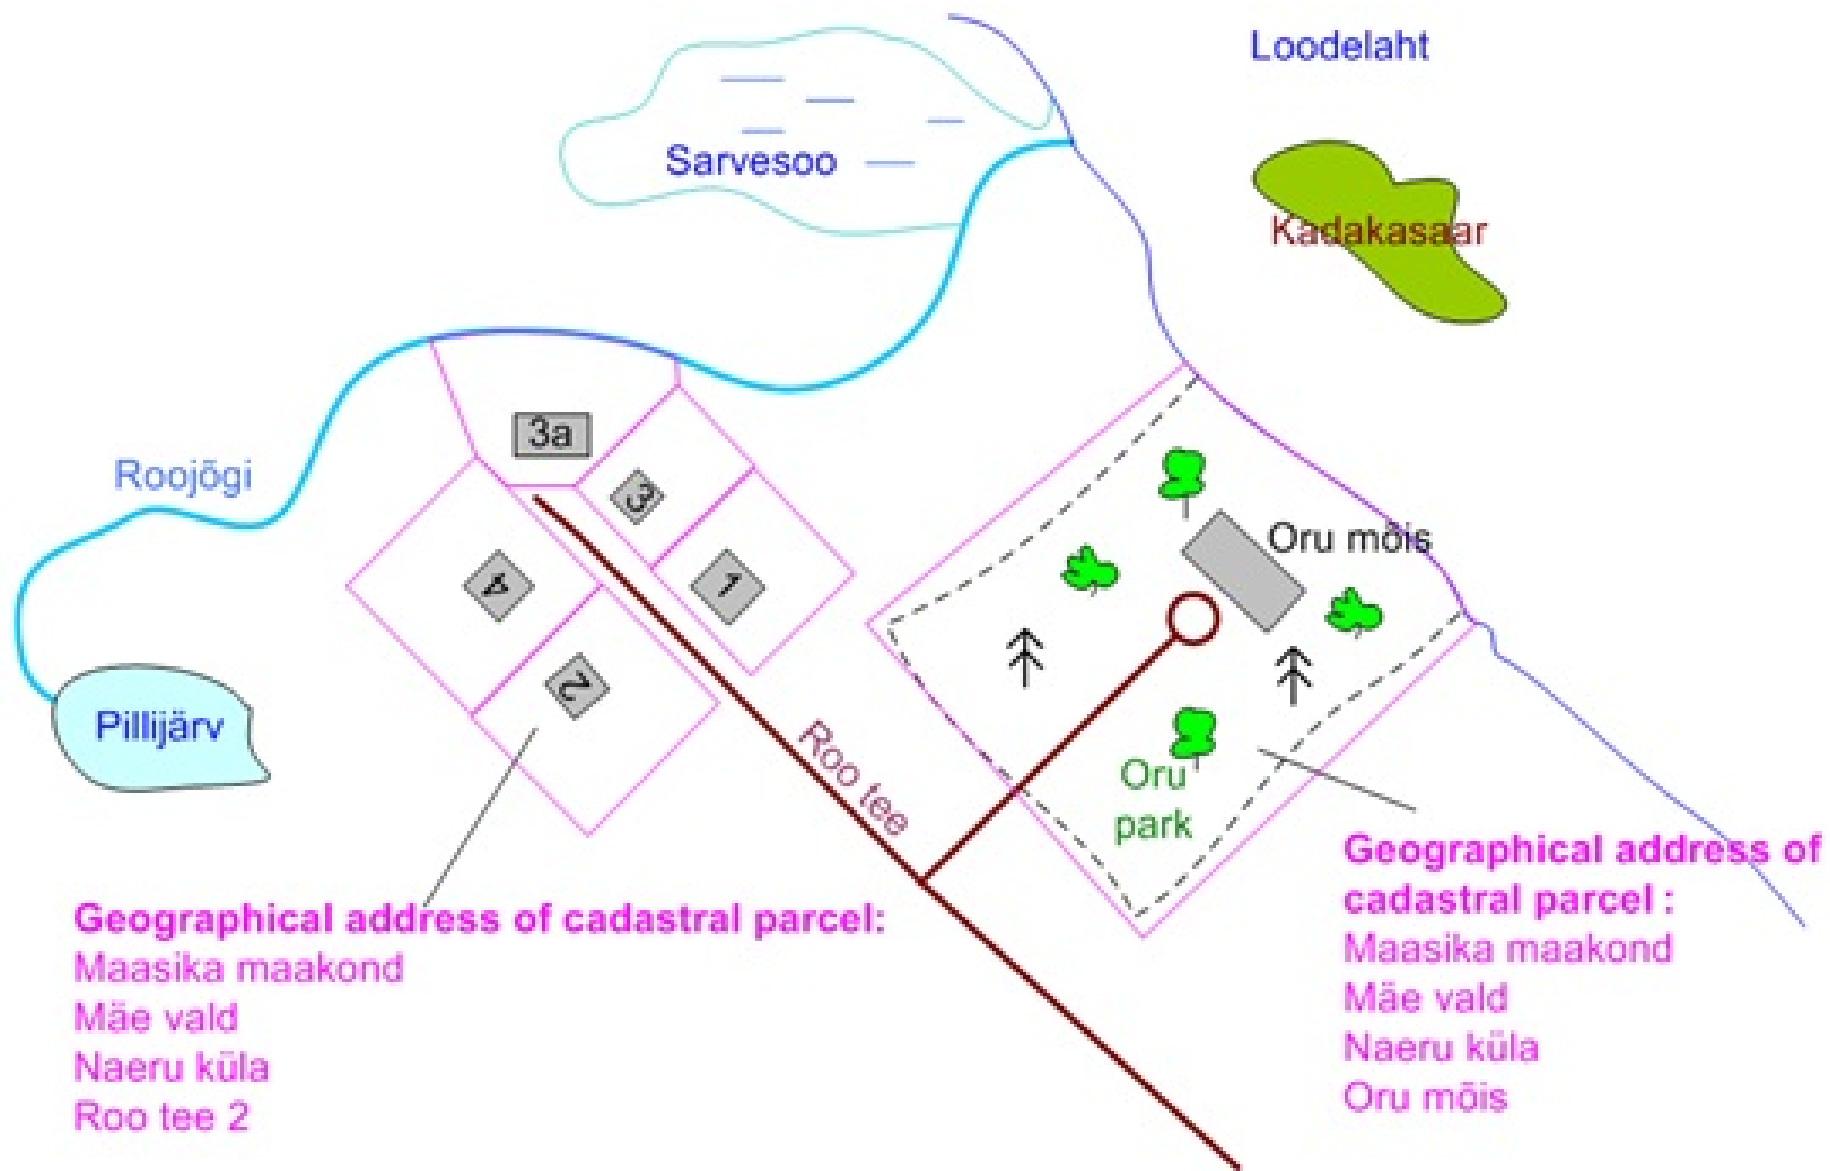 Loodelaht
Sarvesoo
Kadakasaar
3a
Roojõgi
3
Oru mõis
4
1
2
Pillijärv
Roo tee
Oru
park
Geographical address of
cadastral parcel :
Maasika maakond
Mäe vald
Naeru küla
Oru mõis
Geographical address of cadastral parcel:
Maasika maakond
Mäe vald
Naeru küla
Roo tee 2